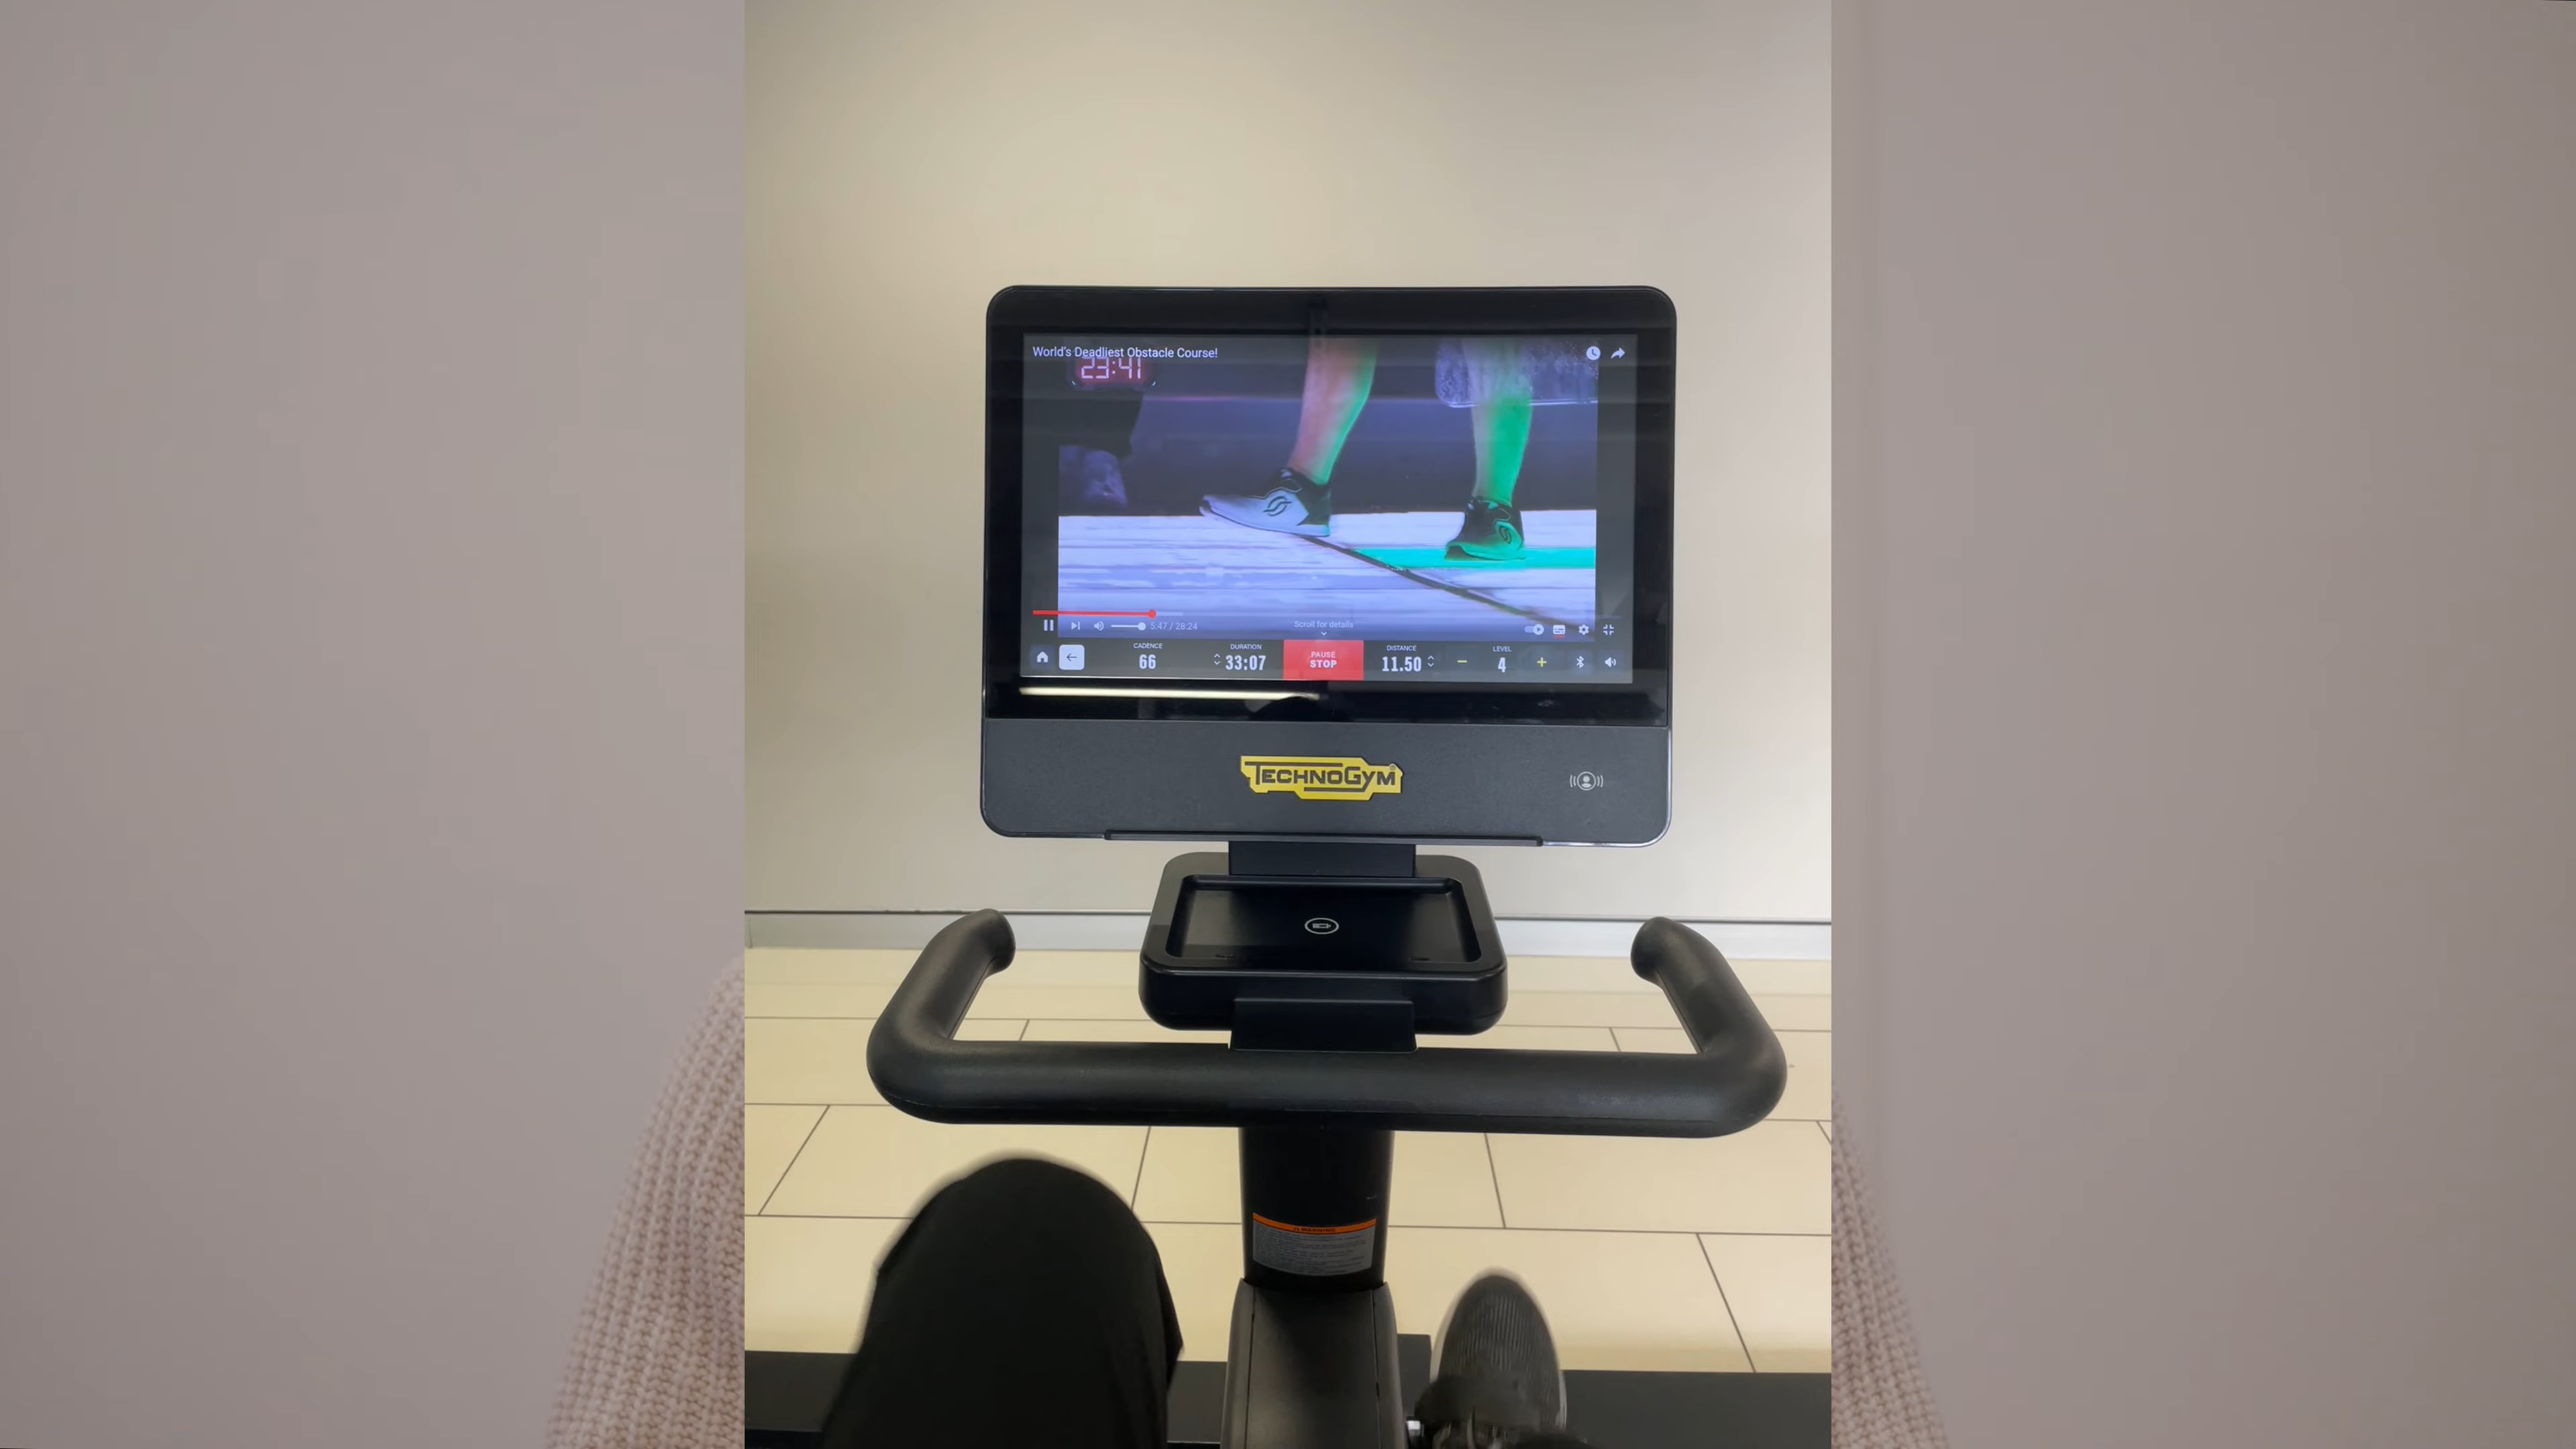 World's Deadliest Obstacle Course!
23:41
5:47 / 28:24
Scroll for details
CADENCE
66
DURATION
33:07
PAUSE
STOP
DISTANCE
11.50
LEVEL
4
TECHNOGYM
WARNING